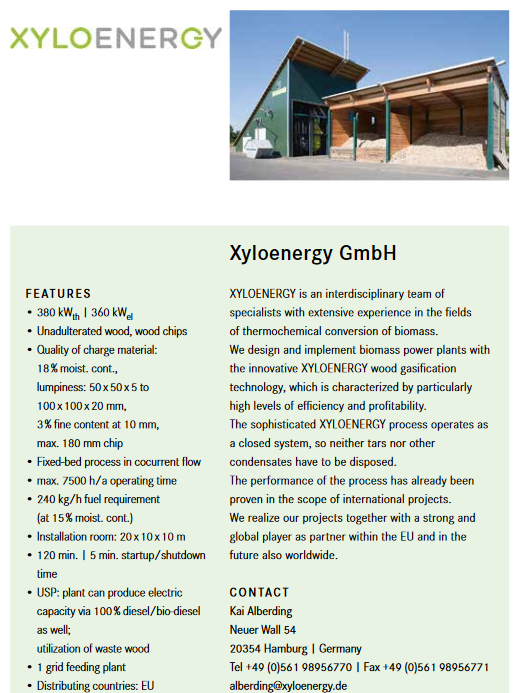 XYLOENERGY
Xyloenergy GmbH
FEATURES
• 380 kWth | 360 kWel
• Unadulterated wood, wood chips
• Quality of charge material:
18 % moist. cont.,
lumpiness: 50 x 50 x 5 to
100 x 100 x 20 mm,
3 % fine content at 10 mm,
max. 180 mm chip
• Fixed-bed process in cocurrent flow
• max. 7500 h/a operating time
• 240 kg/h fuel requirement
(at 15 % moist. cont.)
• Installation room: 20 x 10 x 10 m
• 120 min. | 5 min. startup/shutdown
time
• USP: plant can produce electric
capacity via 100 % diesel/bio-diesel
as well;
utilization of waste wood
• 1 grid feeding plant
• Distributing countries: EU
XYLOENERGY is an interdisciplinary team of
specialists with extensive experience in the fields
of thermochemical conversion of biomass.
We design and implement biomass power plants with
the innovative XYLOENERGY wood gasification
technology, which is characterized by particularly
high levels of efficiency and profitability.
The sophisticated XYLOENERGY process operates as
a closed system, so neither tars nor other
condensates have to be disposed.
The performance of the process has already been
proven in the scope of international projects.
We realize our projects together with a strong and
global player as partner within the EU and in the
future also worldwide.
CONTACT
Kai Alberding
Neuer Wall 54
20354 Hamburg | Germany
Tel +49 (0)561 98956770 | Fax +49 (0)561 98956771
alberding@xyloenergy.de